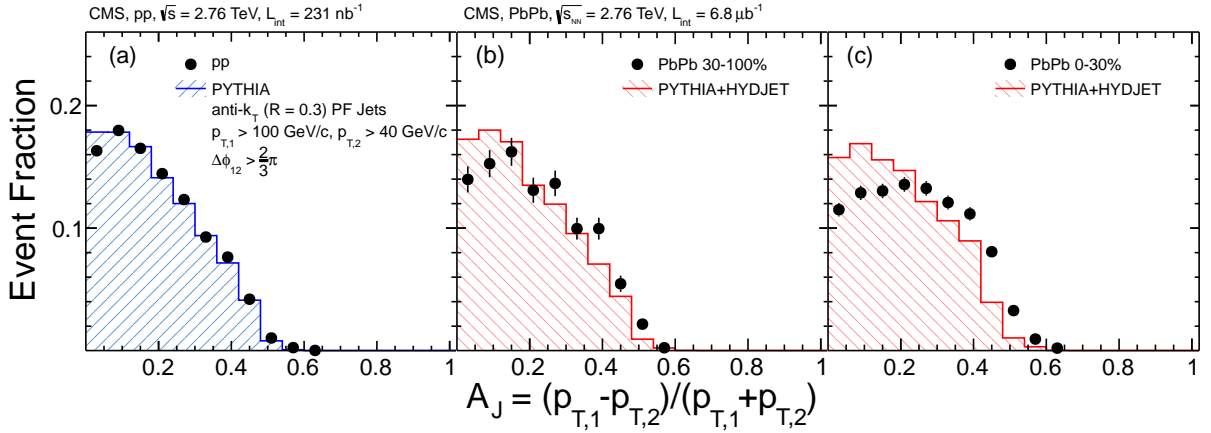 CMS, pp, √s = 2.76 TeV, L_int = 231 nb⁻¹
CMS, PbPb, √s_NN = 2.76 TeV, L_int = 6.8 μb⁻¹
(a)
pp
PYTHIA
anti-k_T (R = 0.3) PF Jets
p_T,1 > 100 GeV/c, p_T,2 > 40 GeV/c
Δϕ_12 > 2/3 π
(b)
PbPb 30-100%
PYTHIA+HYDJET
(c)
PbPb 0-30%
PYTHIA+HYDJET
Event Fraction
0.2
0.1
0.2 0.4 0.6 0.8 1
0.2 0.4 0.6 0.8 1
0.2 0.4 0.6 0.8 1
A_J = (p_T,1-p_T,2)/(p_T,1+p_T,2)